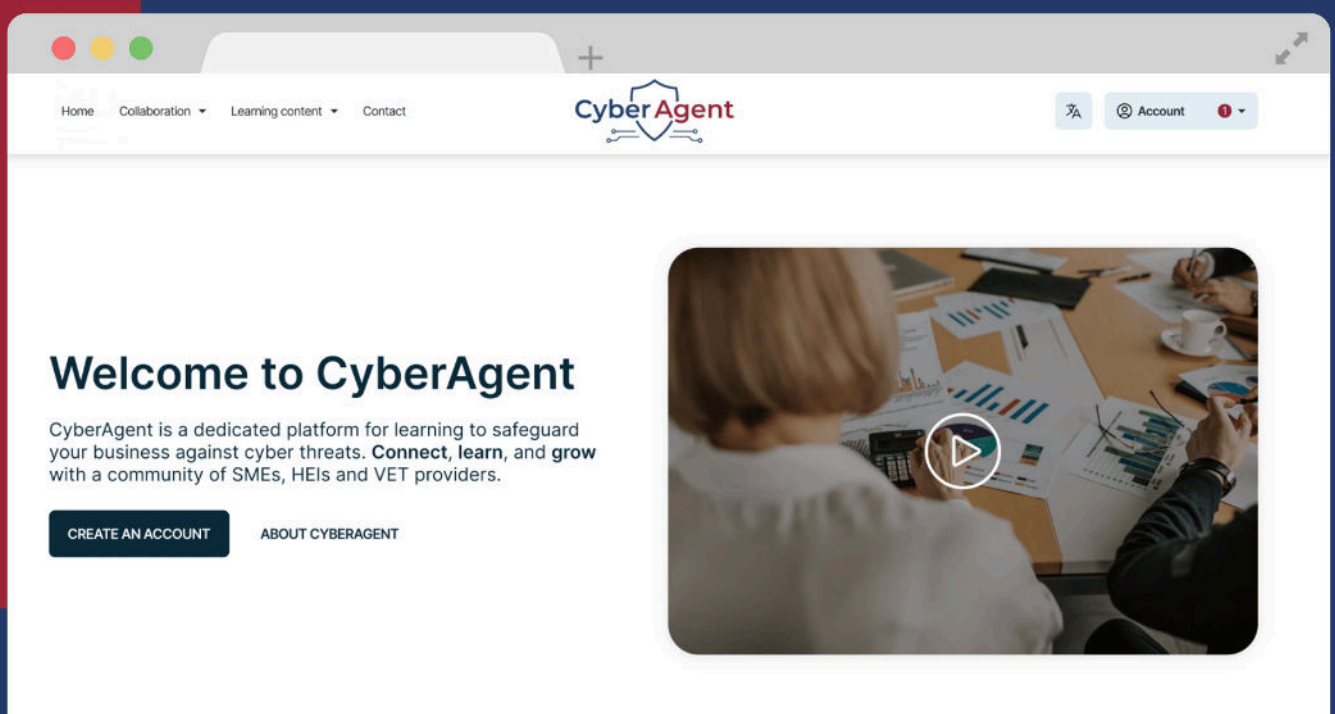 Home Collaboration Learning content Contact
CyberAgent
Account 1
Welcome to CyberAgent
CyberAgent is a dedicated platform for learning to safeguard
your business against cyber threats. Connect, learn, and grow
with a community of SMEs, HEIs and VET providers.
CREATE AN ACCOUNT ABOUT CYBERAGENT